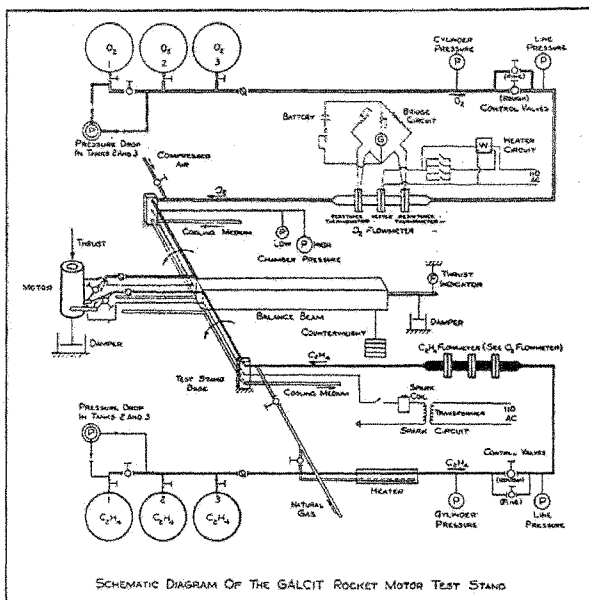 O₂
1
O₂
2
O₂
3
CYLINDER
PRESSURE
P
LINE
PRESSURE
P
(FINE)
(ROUGH)
CONTROL VALVES
O₂
P
PRESSURE DROP
IN TANKS 2 AND 3
COMPRESSED
AIR
BATTERY
BRIDGE
CIRCUIT
G
W
HEATER
CIRCUIT
110
AC
O₂
RESISTANCE
THERMOMETER
HEATER
RESISTANCE
THERMOMETER
O₂ FLOWMETER
COOLING MEDIUM
P
LOW
P
HIGH
CHAMBER PRESSURE
THRUST
MOTOR
DAMPER
BALANCE BEAM
COUNTERWEIGHT
P
THRUST
INDICATOR
DAMPER
C₂H₄
C₂H₄ FLOWMETER (SEE O₂ FLOWMETER)
TEST STAND
BASE
COOLING MEDIUM
SPARK
COIL
TRANSFORMER
110
AC
SPARK CIRCUIT
PRESSURE DROP
IN TANKS 2 AND 3
P
1
C₂H₄
2
C₂H₄
3
C₂H₄
NATURAL
GAS
HEATER
C₂H₄
CONTROL VALVES
(ROUGH)
(FINE)
P
CYLINDER
PRESSURE
P
LINE
PRESSURE
SCHEMATIC DIAGRAM OF THE GALCIT ROCKET MOTOR TEST STAND